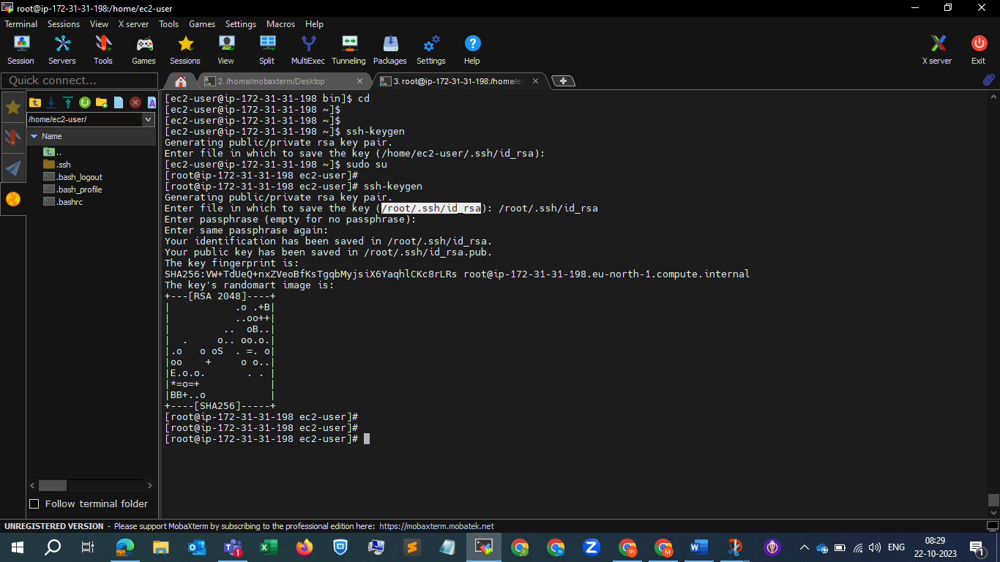 root@ip-172-31-31-198:/home/ec2-user
Terminal Sessions View X server Tools Games Settings Macros Help
Session Servers Tools Games Sessions View Split MultiExec Tunneling Packages Settings Help X server Exit
Quick connect...
2. /home/mobaxterm/Desktop
3. root@ip-172-31-31-198:/home/ec
/home/ec2-user/
Name
..
.ssh
.bash_logout
.bash_profile
.bashrc
Follow terminal folder
[ec2-user@ip-172-31-31-198 bin]$ cd
[ec2-user@ip-172-31-31-198 ~]$
[ec2-user@ip-172-31-31-198 ~]$
[ec2-user@ip-172-31-31-198 ~]$ ssh-keygen
Generating public/private rsa key pair.
Enter file in which to save the key (/home/ec2-user/.ssh/id_rsa):
[ec2-user@ip-172-31-31-198 ~]$ sudo su
[root@ip-172-31-31-198 ec2-user]#
[root@ip-172-31-31-198 ec2-user]# ssh-keygen
Generating public/private rsa key pair.
Enter file in which to save the key (/root/.ssh/id_rsa): /root/.ssh/id_rsa
Enter passphrase (empty for no passphrase):
Enter same passphrase again:
Your identification has been saved in /root/.ssh/id_rsa.
Your public key has been saved in /root/.ssh/id_rsa.pub.
The key fingerprint is:
SHA256:VW+TdUeQ+nxZVeoBfKsTgqbMyjsiX6YaqhlCKc8rLRs root@ip-172-31-31-198.eu-north-1.compute.internal
The key's randomart image is:
+---[RSA 2048]----+
|           .o .+B|
|           ..oo++|
|         ..  oB..|
|  .     o.. oo.o.|
|.o   o oS  . =. o|
|oo    +     o o..|
|E.o.o.       . . |
|*=o=+            |
|BB+..o           |
+----[SHA256]-----+
[root@ip-172-31-31-198 ec2-user]#
[root@ip-172-31-31-198 ec2-user]#
[root@ip-172-31-31-198 ec2-user]#
UNREGISTERED VERSION - Please support MobaXterm by subscribing to the professional edition here: https://mobaxterm.mobatek.net
ENG
08:29
22-10-2023